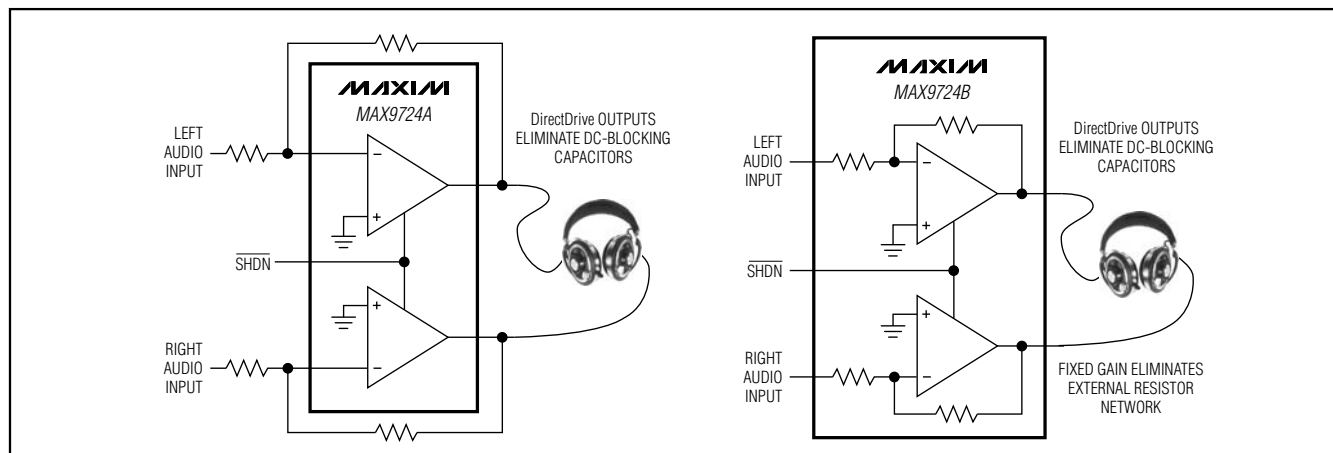 MAXIM
MAX9724A
LEFT
AUDIO
INPUT
DirectDrive OUTPUTS
ELIMINATE DC-BLOCKING
CAPACITORS
−
+
SHDN
+
−
RIGHT
AUDIO
INPUT
MAXIM
MAX9724B
LEFT
AUDIO
INPUT
DirectDrive OUTPUTS
ELIMINATE DC-BLOCKING
CAPACITORS
−
+
SHDN
+
−
RIGHT
AUDIO
INPUT
FIXED GAIN ELIMINATES
EXTERNAL RESISTOR
NETWORK